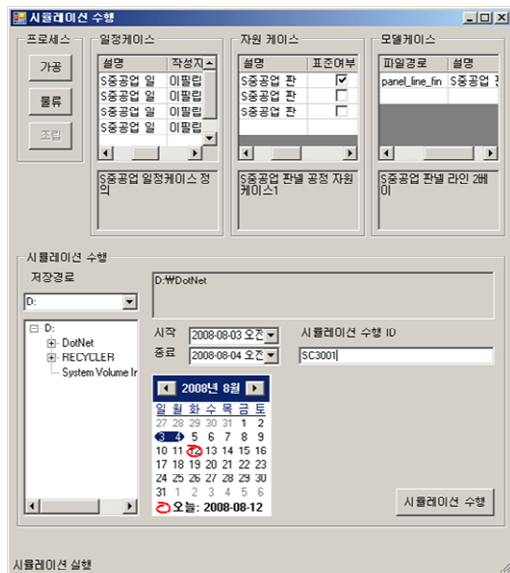 시뮬레이션 수행
프로세스
가공
물류
조립
일정케이스
설명 작성자
S중공업 일 이필립
S중공업 일 이필립
S중공업 일 이필립
S중공업 일 이필립
S중공업 일정케이스 정의
자원 케이스
설명 표준여부
S중공업 판
S중공업 판
S중공업 판
S중공업 판넬 공정 자원
케이스1
모델케이스
파일경로 설명
panel_line_fin S중공업
S중공업 판넬 라인 2베
이
시뮬레이션 수행
저장경로
D:
D:
DotNet
RECYCLER
System Volume Ir
D:\DotNet
시작 2008-08-03 오전
종료 2008-08-04 오전
시뮬레이션 수행 ID
SC3001
2008년 8월
일 월 화 수 목 금 토
27 28 29 30 31 1 2
3 4 5 6 7 8 9
10 11 12 13 14 15 16
17 18 19 20 21 22 23
24 25 26 27 28 29 30
31 1 2 3 4 5 6
오늘: 2008-08-12
시뮬레이션 수행
시뮬레이션 실행